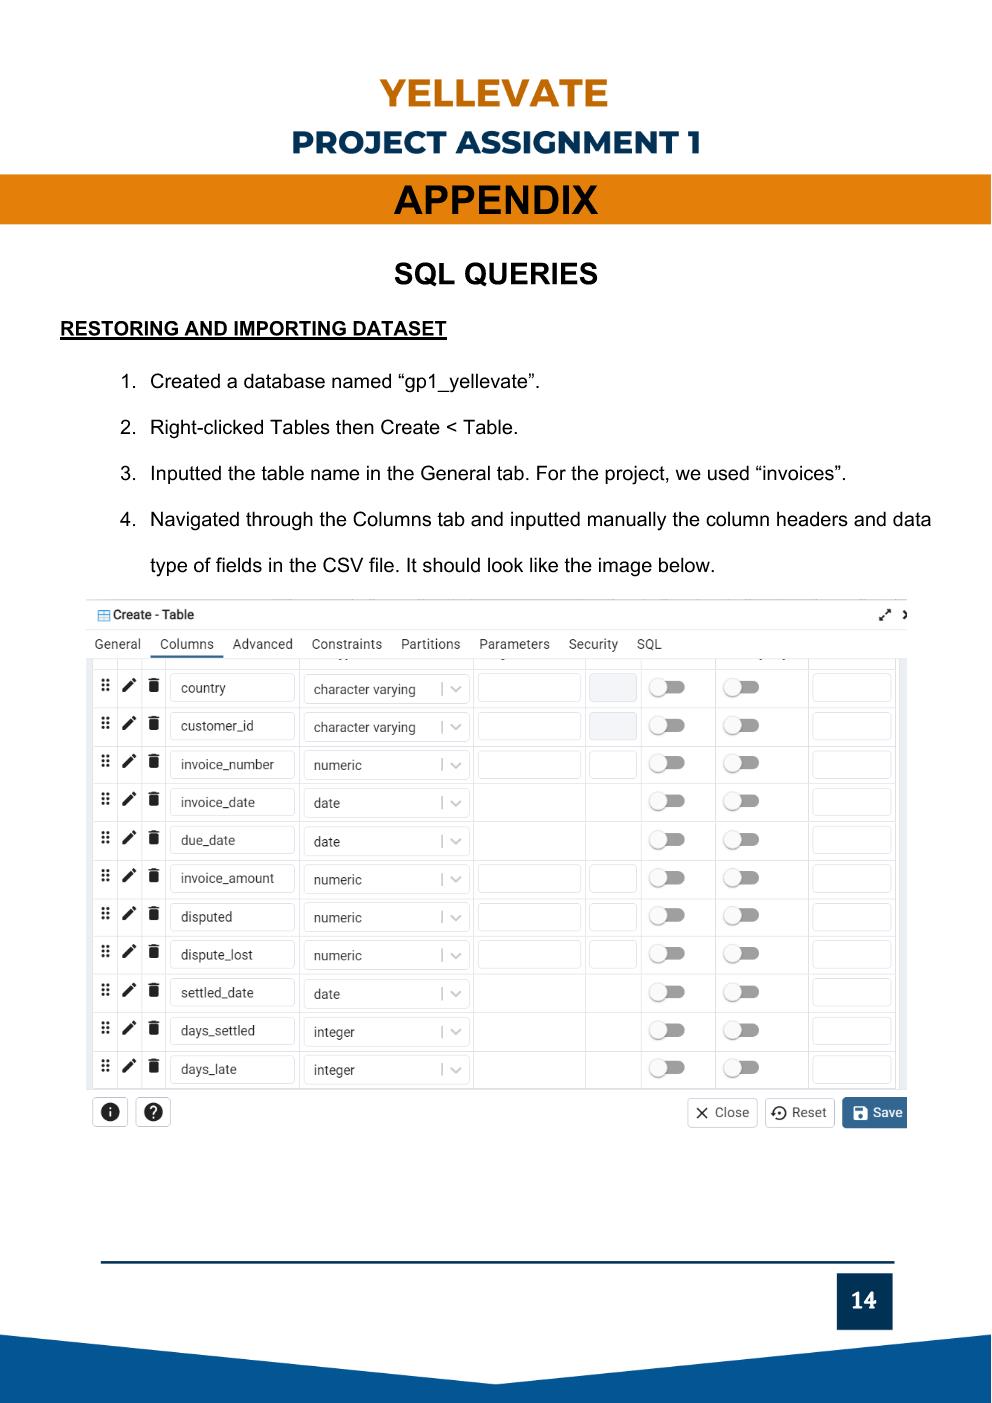 YELLEVATE
PROJECT ASSIGNMENT 1
APPENDIX
SQL QUERIES
RESTORING AND IMPORTING DATASET
1. Created a database named “gp1_yellevate”.
2. Right-clicked Tables then Create < Table.
3. Inputted the table name in the General tab. For the project, we used “invoices”.
4. Navigated through the Columns tab and inputted manually the column headers and data
type of fields in the CSV file. It should look like the image below.
Create - Table
General Columns Advanced Constraints Partitions Parameters Security SQL
country character varying
customer_id character varying
invoice_number numeric
invoice_date date
due_date date
invoice_amount numeric
disputed numeric
dispute_lost numeric
settled_date date
days_settled integer
days_late integer
Close Reset Save
14